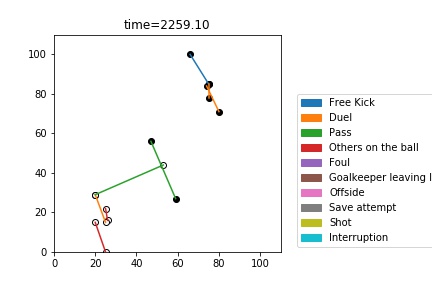 time=2259.10
100
80
60
40
20
0
0
20
40
60
80
100
Free Kick
Duel
Pass
Others on the ball
Foul
Goalkeeper leaving l
Offside
Save attempt
Shot
Interruption